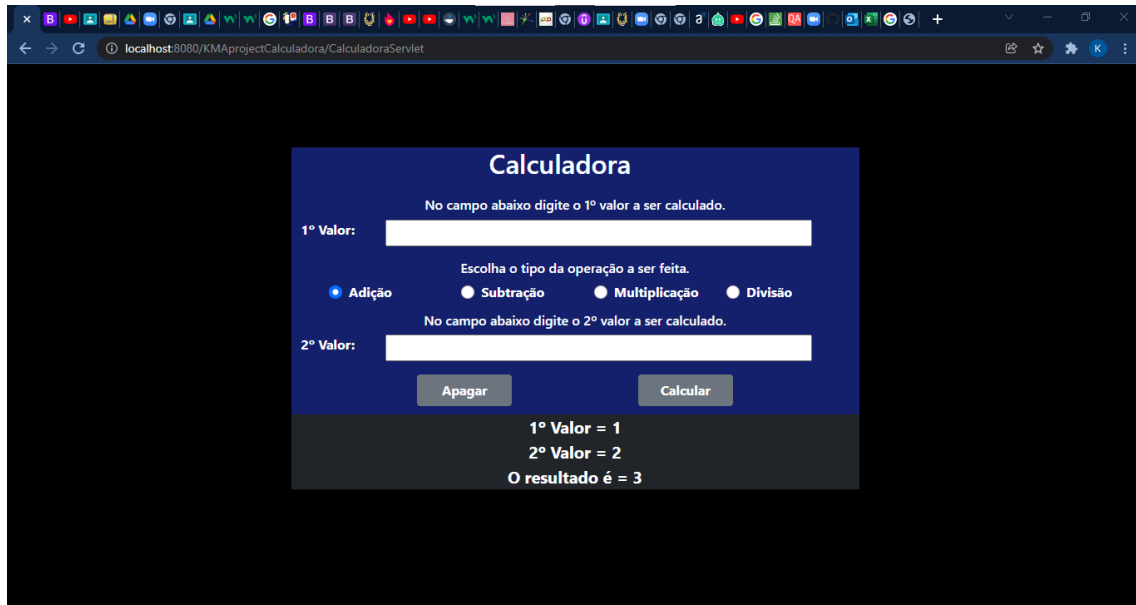 localhost:8080/KMAprojectCalculadora/CalculadoraServlet
K
Calculadora
No campo abaixo digite o 1º valor a ser calculado.
1º Valor:
Escolha o tipo da operação a ser feita.
Adição Subtração Multiplicação Divisão
No campo abaixo digite o 2º valor a ser calculado.
2º Valor:
Apagar Calcular
1º Valor = 1
2º Valor = 2
O resultado é = 3